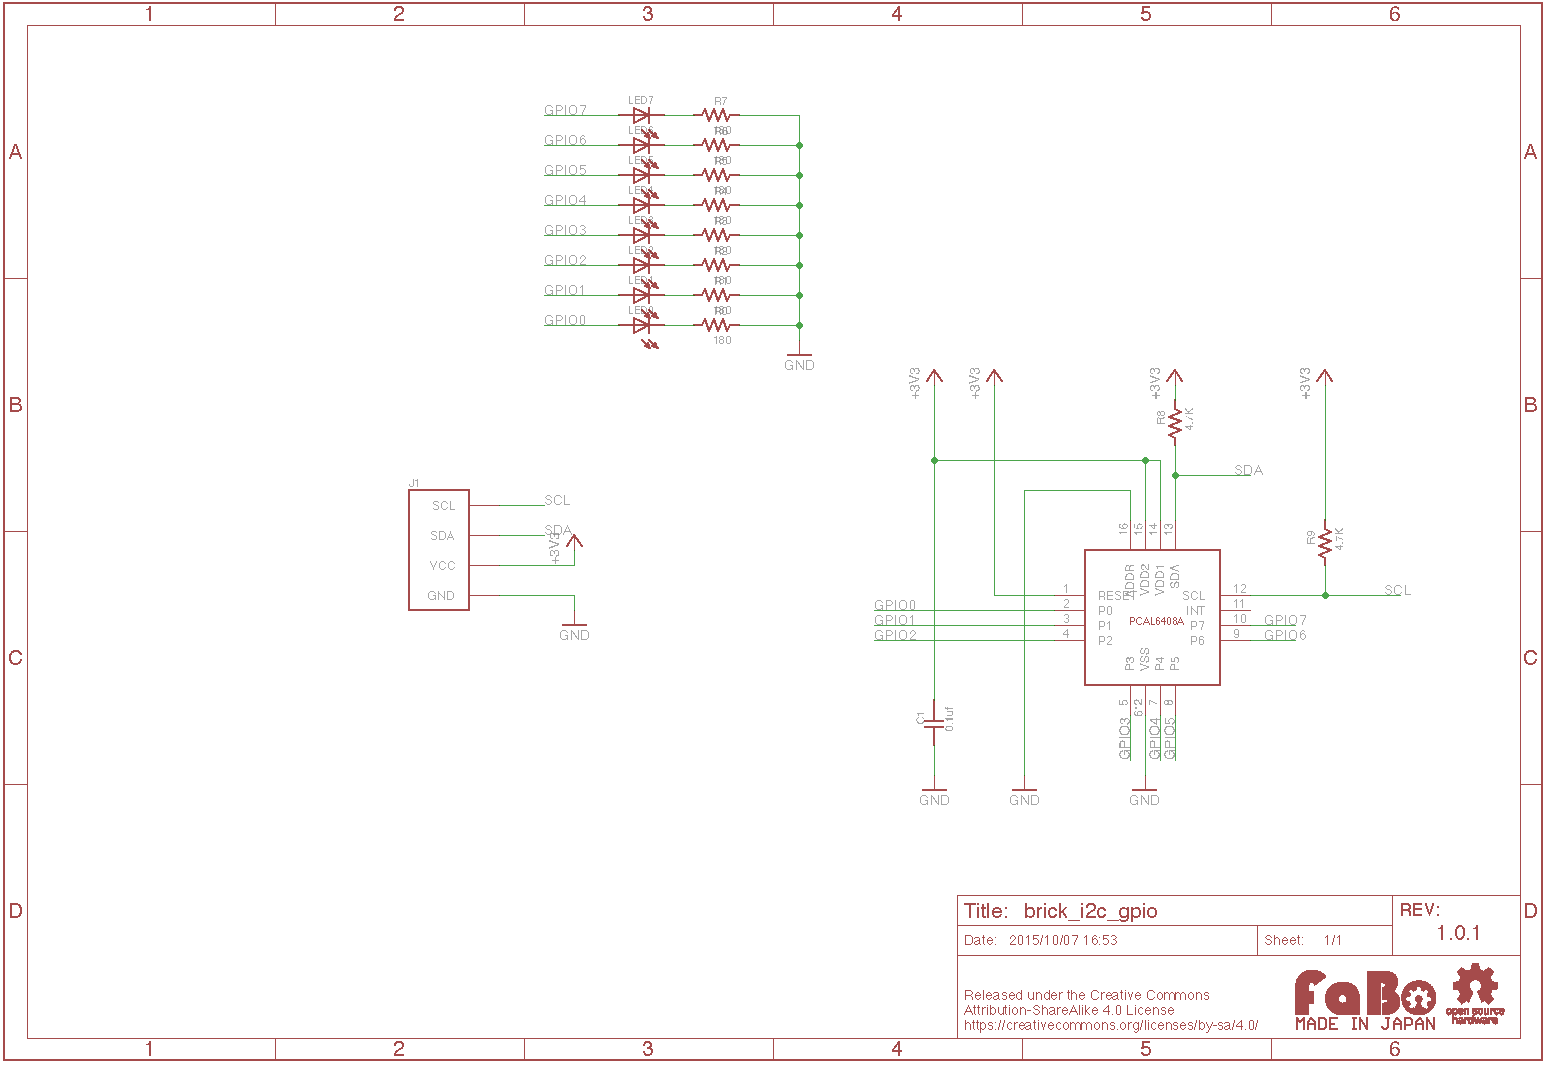 1 2 3 4 5 6
A A
B B
C C
D D
1 2 3 4 5 6
GPIO7 LED7 R7
180
GPIO6 LED6 R6
180
GPIO5 LED5 R5
180
GPIO4 LED4 R4
180
GPIO3 LED3 R3
180
GPIO2 LED2 R2
180
GPIO1 LED1 R1
180
GPIO0 LED0 R0
180
GND
J1
SCL SCL
SDA SDA
VCC +3V3
GND
GND
+3V3 +3V3 +3V3 +3V3
R8 4.7K
SDA
R9 4.7K
16 15 14 13
ADDR VDD2 VDD1 SDA
1 RESET SCL 12 SCL
GPIO0 2 P0 INT 11
GPIO1 3 P1 PCAL6408A P7 10 GPIO7
GPIO2 4 P2 P6 9 GPIO6
P3 VSS P4 P5
5 6*2 7 8
GPIO3 GPIO4 GPIO5
C1 0.1uf
GND GND GND
Title: brick_i2c_gpio
REV: 1.0.1
Date: 2015/10/07 16:53
Sheet: 1/1
Released under the Creative Commons
Attribution-ShareAlike 4.0 License
https://creativecommons.org/licenses/by-sa/4.0/
FaBo
MADE IN JAPAN
open source
hardware